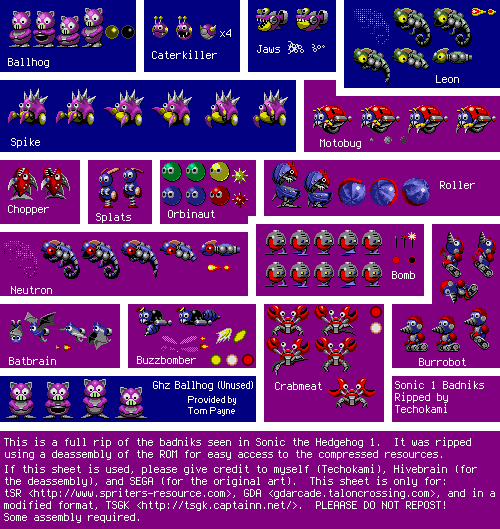 Ballhog
Caterkiller
x4
Jaws
Leon
Spike
Motobug
Chopper
Splats
Orbinaut
Roller
Neutron
Bomb
Batbrain
Buzzbomber
Crabmeat
Burrobot
Ghz Ballhog (Unused)
Provided by
Tom Payne
Sonic 1 Badniks
Ripped by
Techokami
This is a full rip of the badniks seen in Sonic the Hedgehog 1. It was ripped
using a deassembly of the ROM for easy access to the compressed resources.
If this sheet is used, please give credit to myself (Techokami), Hivebrain (for
the deassembly), and SEGA (for the original art). This sheet is only for:
tSR <http://www.spriters-resource.com>, GDA <gdarcade.taloncrossing.com>, and in a
modified format, TSGK <http://tsgk.captainn.net/>. PLEAASE DO NOT REPOST!
Some assembly required.